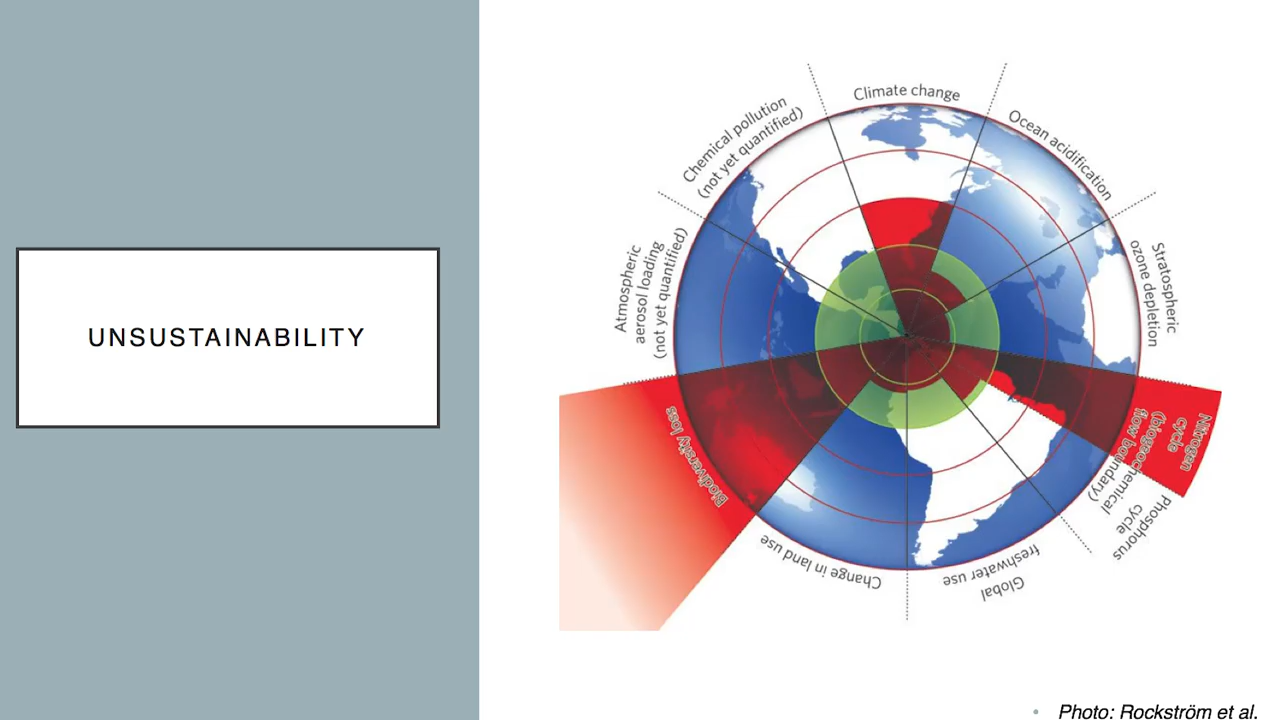 UNSUSTAINABILITY
Climate change
Ocean acidification
Stratospheric
ozone depletion
Nitrogen
cycle
(biogeochemical
flow boundary)
Phosphorus
cycle
Global
freshwater use
Change in land use
Biodiversity loss
Atmospheric
aerosol loading
(not yet quantified)
Chemical pollution
(not yet quantified)
• Photo: Rockström et al.